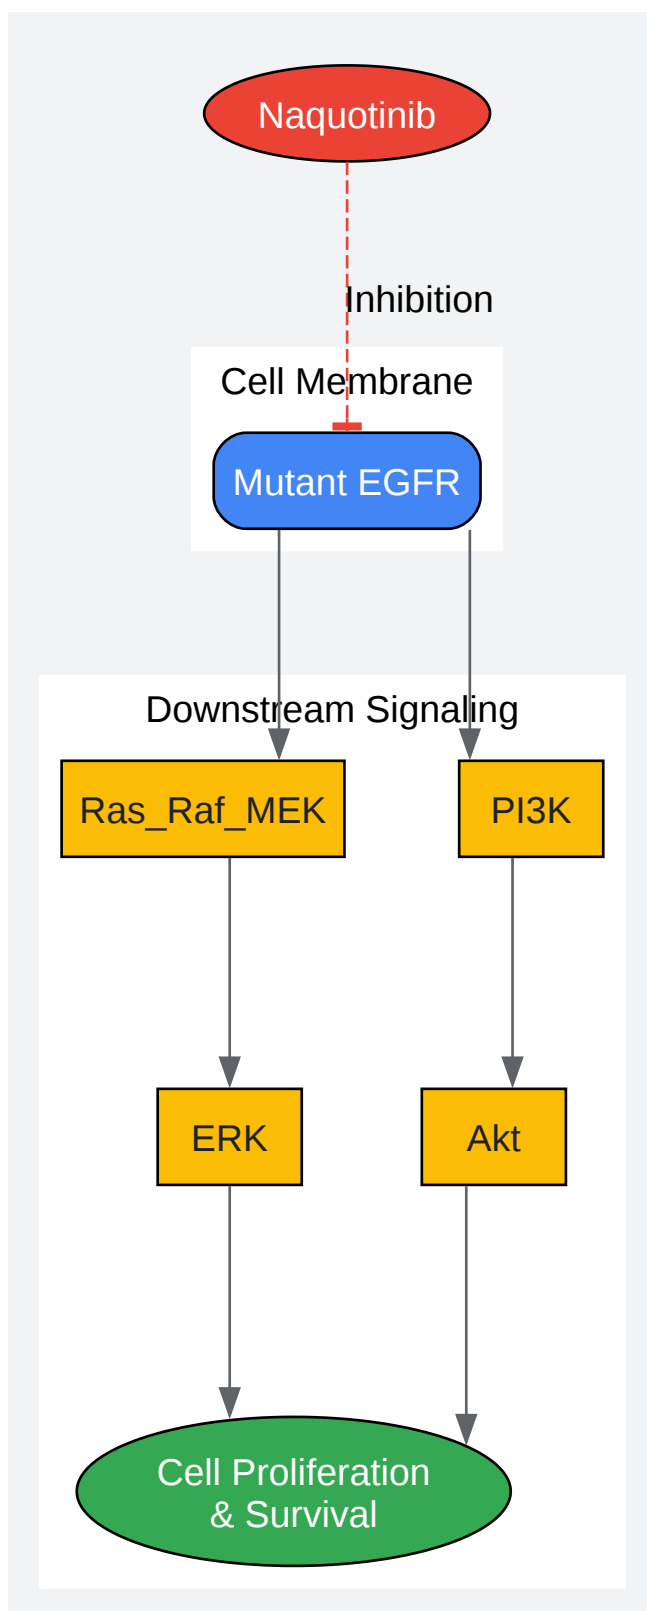 Naquotinib
Inhibition
Cell Membrane
Mutant EGFR
Downstream Signaling
Ras_Raf_MEK
PI3K
ERK
Akt
Cell Proliferation
& Survival